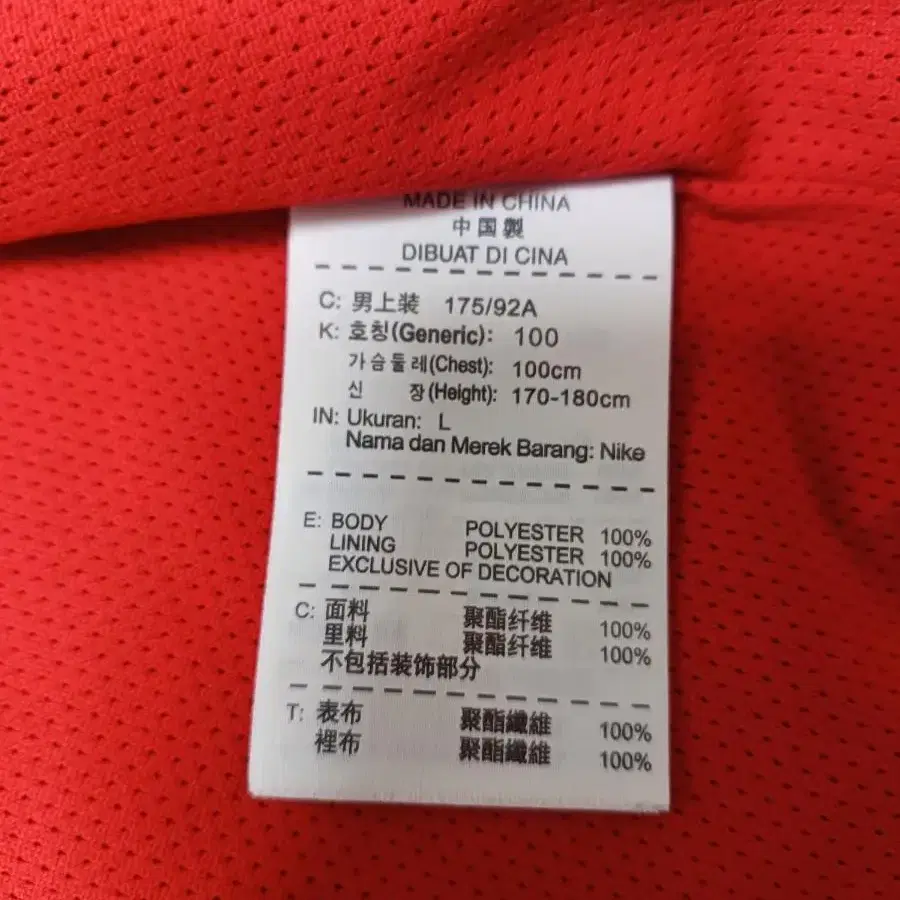 MADE IN CHINA
中国製
DIBUAT DI CINA
C: 男上装 175/92A
K: 호칭(Generic): 100
가슴둘레(Chest): 100cm
신 장(Height): 170-180cm
IN: Ukuran: L
Nama dan Merek Barang: Nike
E: BODY POLYESTER 100%
LINING POLYESTER 100%
EXCLUSIVE OF DECORATION
C: 面料 聚酯纤维 100%
里料 聚酯纤维 100%
不包括装饰部分
T: 表布 聚酯纖維 100%
裡布 聚酯纖維 100%